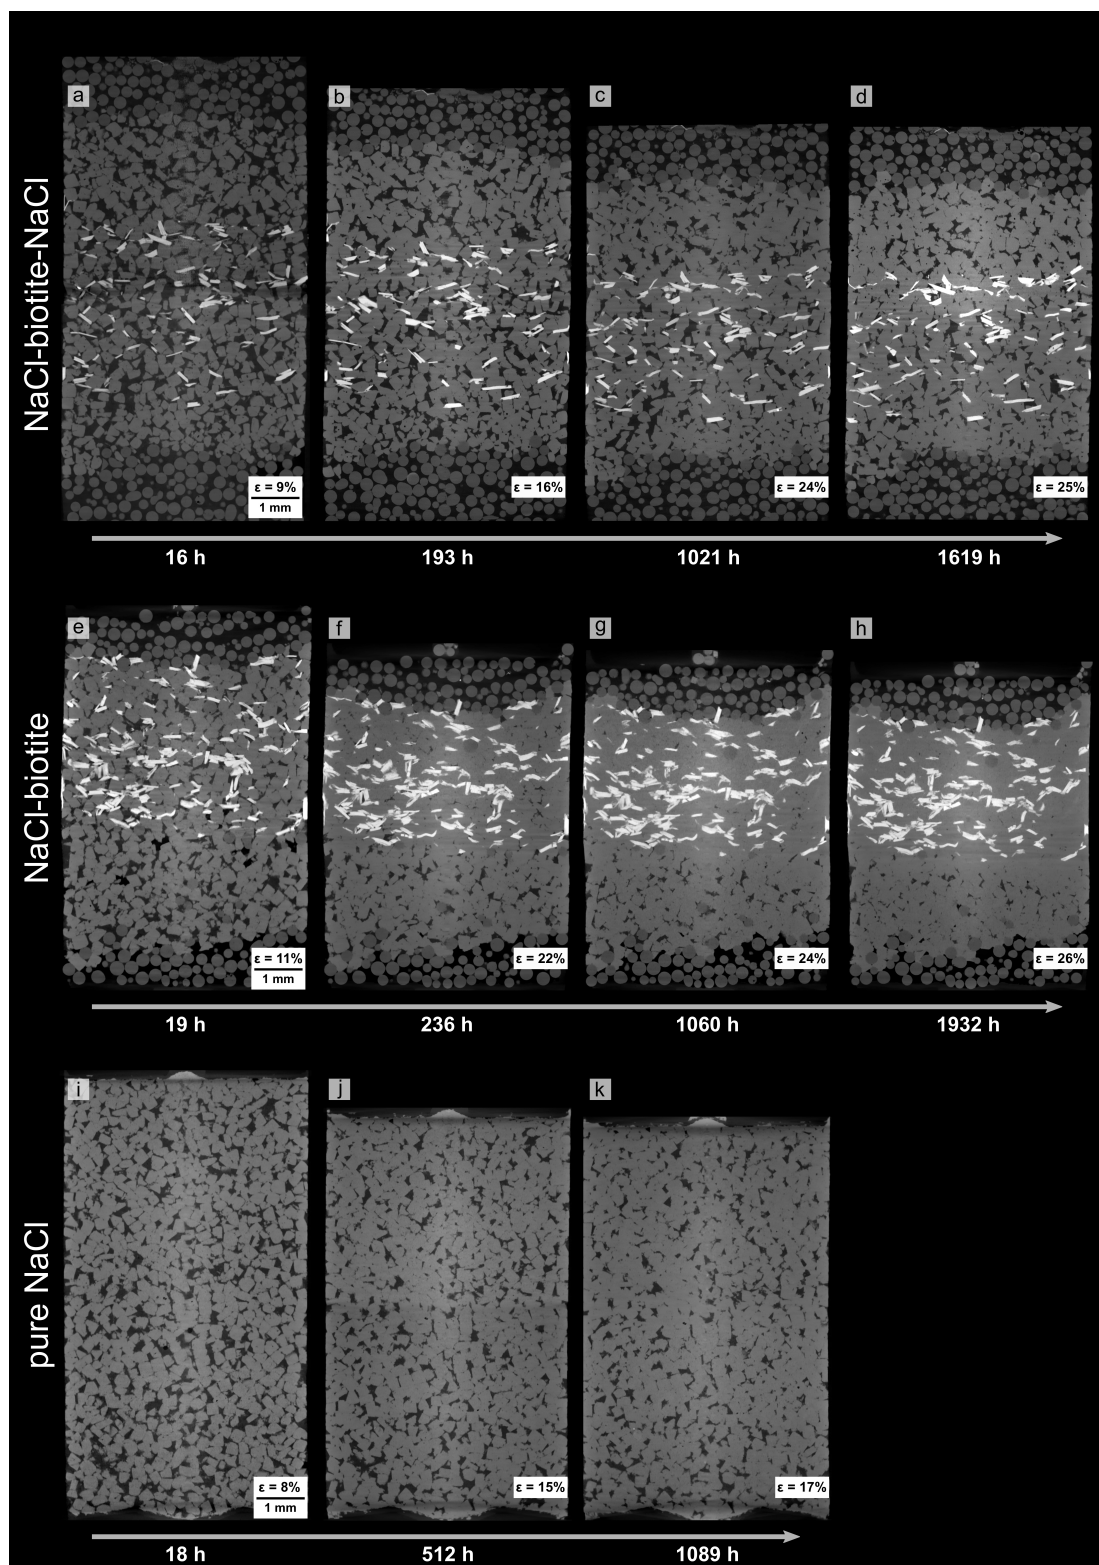 NaCl-biotite-NaCl
a
b
c
d
ε = 9%
1 mm
ε = 16%
ε = 24%
ε = 25%
16 h
193 h
1021 h
1619 h
NaCl-biotite
e
f
g
h
ε = 11%
1 mm
ε = 22%
ε = 24%
ε = 26%
19 h
236 h
1060 h
1932 h
pure NaCl
i
j
k
ε = 8%
1 mm
ε = 15%
ε = 17%
18 h
512 h
1089 h